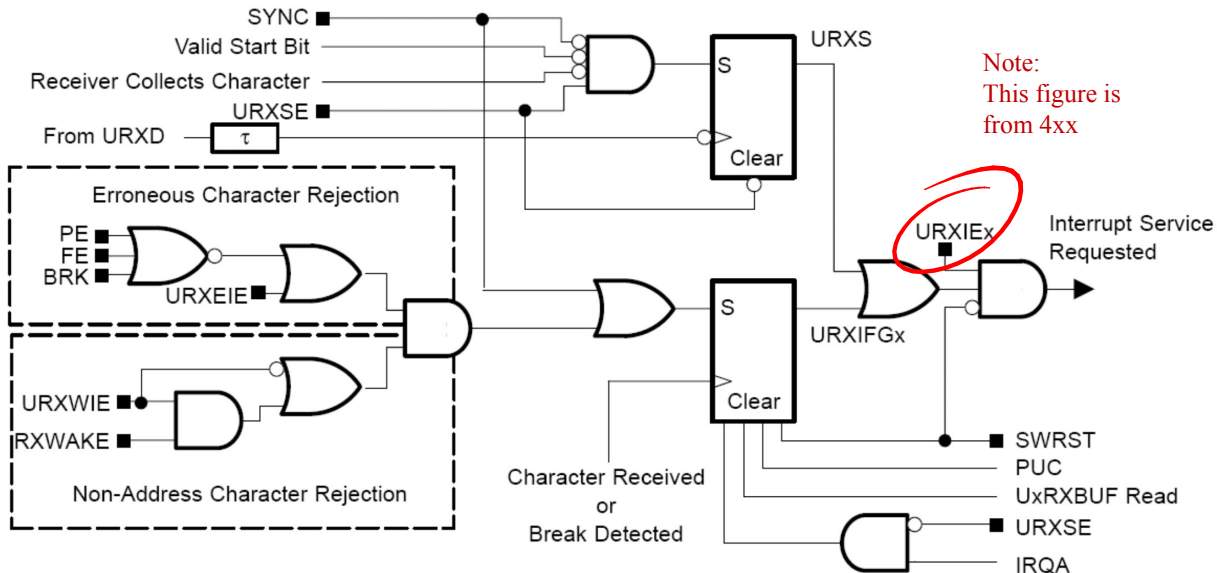 SYNC
Valid Start Bit
Receiver Collects Character
URXSE
From URXD
τ
S
Clear
URXS
Note:
This figure is
from 4xx
Erroneous Character Rejection
PE
FE
BRK
URXEIE
URXWIE
RXWAKE
Non-Address Character Rejection
S
Clear
URXIFGx
URXIEx
Interrupt Service
Requested
Character Received
or
Break Detected
SWRST
PUC
UxRXBUF Read
URXSE
IRQA